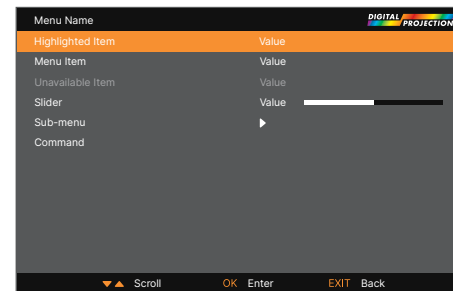 Menu Name
DIGITAL
PROJECTION
Highlighted Item Value
Menu Item Value
Unavailable Item Value
Slider Value
Sub-menu
Command
Scroll OK Enter EXIT Back